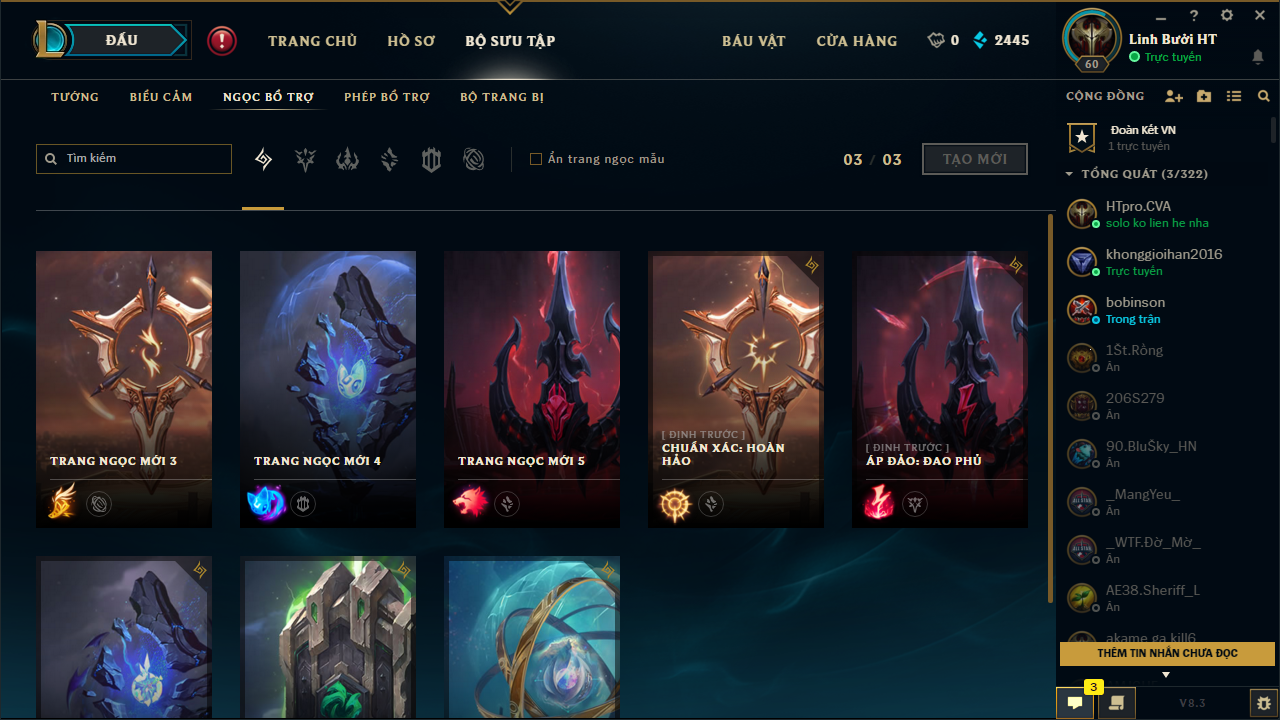 ĐẤU
TRANG CHỦ
HỒ SƠ
BỘ SƯU TẬP
BÁU VẬT
CỬA HÀNG
0
2445
?
60
Linh Bưởi HT
Trực tuyến
TƯỚNG
BIỂU CẢM
NGỌC BỔ TRỢ
PHÉP BỔ TRỢ
BỘ TRANG BỊ
CỘNG ĐỒNG
Tìm kiếm
Ẩn trang ngọc mẫu
03 / 03
TẠO MỚI
Đoàn Kết VN
1 trực tuyến
TỔNG QUÁT (3/322)
HTpro.CVA
solo ko lien he nha
khonggioihan2016
Trực tuyến
bobinson
Trong trận
1Št.Ròng
Ẩn
206S279
Ẩn
90.BluŠky_HN
Ẩn
_MangYeu_
Ẩn
_WTF.Đờ_Mờ_
Ẩn
AE38.Sheriff_L
Ẩn
akame ga kill6
TRANG NGỌC MỚI 3
TRANG NGỌC MỚI 4
TRANG NGỌC MỚI 5
[ ĐỊNH TRƯỚC ]
CHUẨN XÁC: HOÀN
HẢO
[ ĐỊNH TRƯỚC ]
ÁP ĐẢO: ĐAO PHỦ
THÊM TIN NHẮN CHƯA ĐỌC
3
V8.3